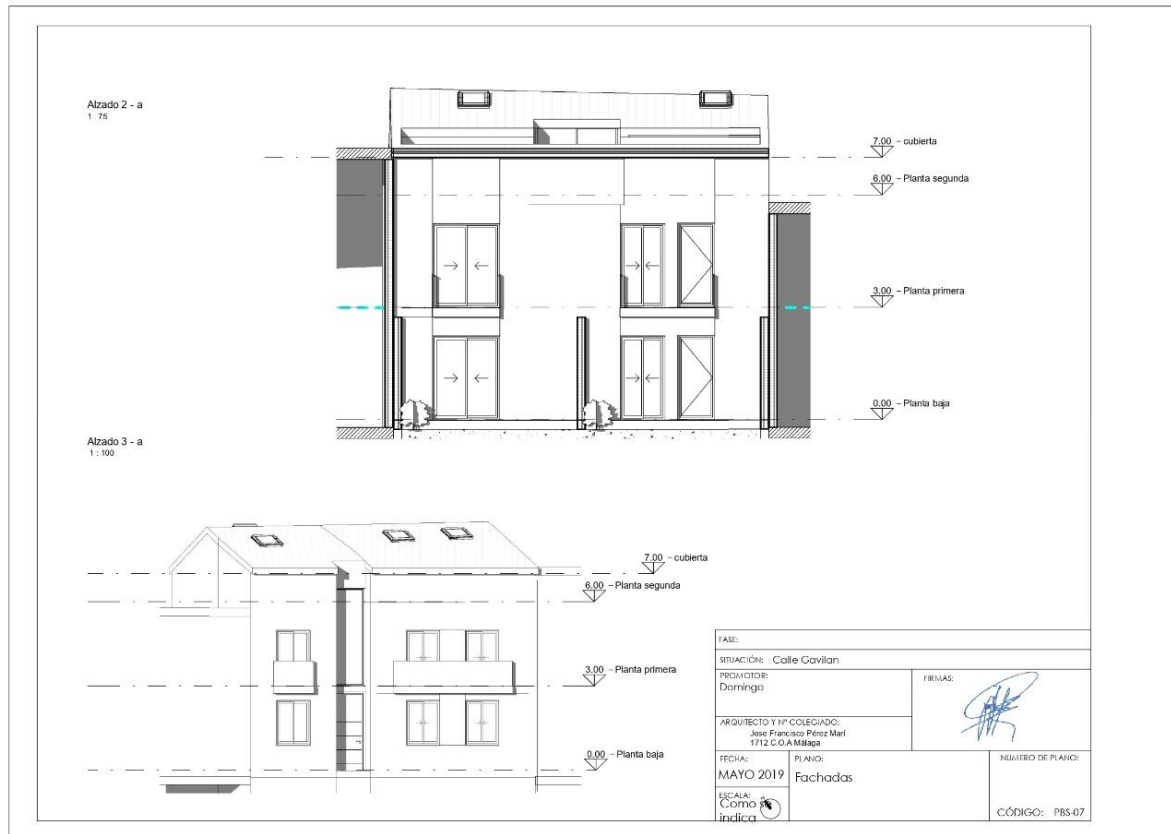 Alzado 2 - a
1 : 75
7.00 - cubierta
6.00 - Planta segunda
3.00 - Planta primera
0.00 - Planta baja
Alzado 3 - a
1 : 100
7.00 - cubierta
6.00 - Planta segunda
3.00 - Planta primera
0.00 - Planta baja
FASE:
SITUACIÓN: Calle Gavilan
PROMOTOR:
Domingo
FIRMAS:
ARQUITECTO Y Nº COLEGIADO:
Jose Francisco Pérez Marí
1712 C.O.A Málaga
FECHA:
MAYO 2019
PLANO:
Fachadas
NUMERO DE PLANO:
ESCALA:
Como
indica
CÓDIGO: PBS-07